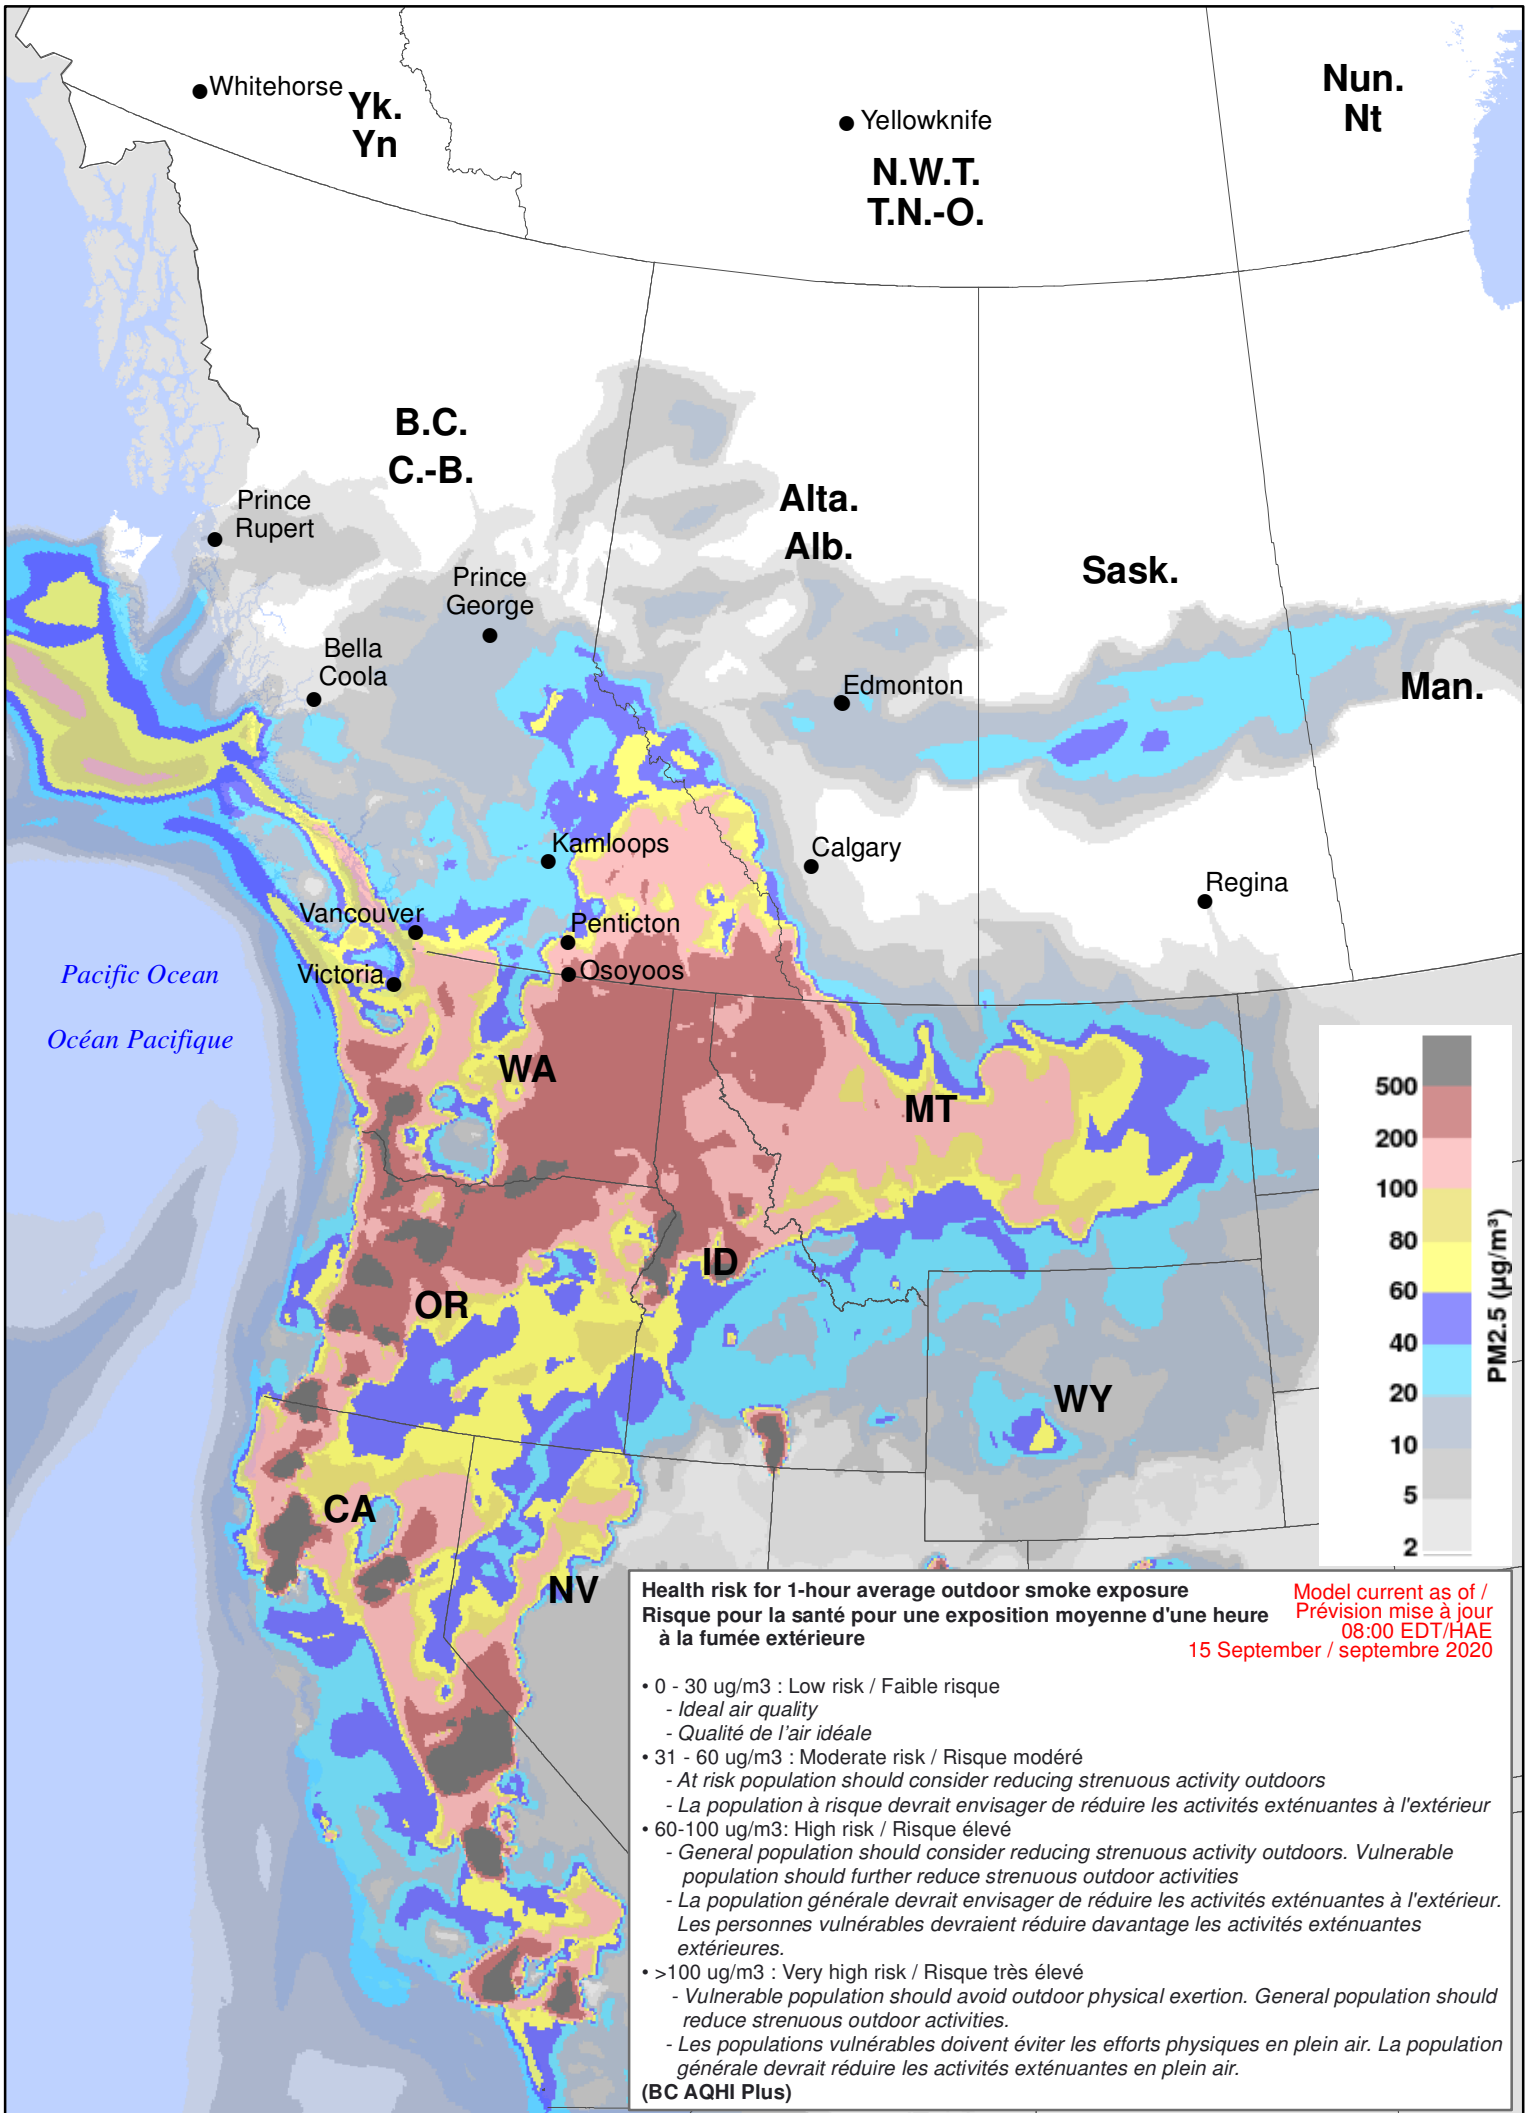 Whitehorse
Yk.
Yn
Yellowknife
N.W.T.
T.N.-O.
Nun.
Nt
B.C.
C.-B.
Prince
Rupert
Alta.
Alb.
Sask.
Prince
George
Bella
Coola
Edmonton
Man.
Kamloops
Calgary
Regina
Vancouver
Penticton
Victoria
Osoyoos
Pacific Ocean
Océan Pacifique
WA
MT
ID
OR
WY
CA
NV
500
200
100
80
60
40
20
10
5
2
PM2.5 (µg/m³)
Health risk for 1-hour average outdoor smoke exposure
Risque pour la santé pour une exposition moyenne d'une heure
à la fumée extérieure
Model current as of /
Prévision mise à jour
08:00 EDT/HAE
15 September / septembre 2020
• 0 - 30 ug/m3 : Low risk / Faible risque
- Ideal air quality
- Qualité de l'air idéale
• 31 - 60 ug/m3 : Moderate risk / Risque modéré
- At risk population should consider reducing strenuous activity outdoors
- La population à risque devrait envisager de réduire les activités exténuantes à l'extérieur
• 60-100 ug/m3: High risk / Risque élevé
- General population should consider reducing strenuous activity outdoors. Vulnerable
population should further reduce strenuous outdoor activities
- La population générale devrait envisager de réduire les activités exténuantes à l'extérieur.
Les personnes vulnérables devraient réduire davantage les activités exténuantes
extérieures.
• >100 ug/m3 : Very high risk / Risque très élevé
- Vulnerable population should avoid outdoor physical exertion. General population should
reduce strenuous outdoor activities.
- Les populations vulnérables doivent éviter les efforts physiques en plein air. La population
générale devrait réduire les activités exténuantes en plein air.
(BC AQHI Plus)